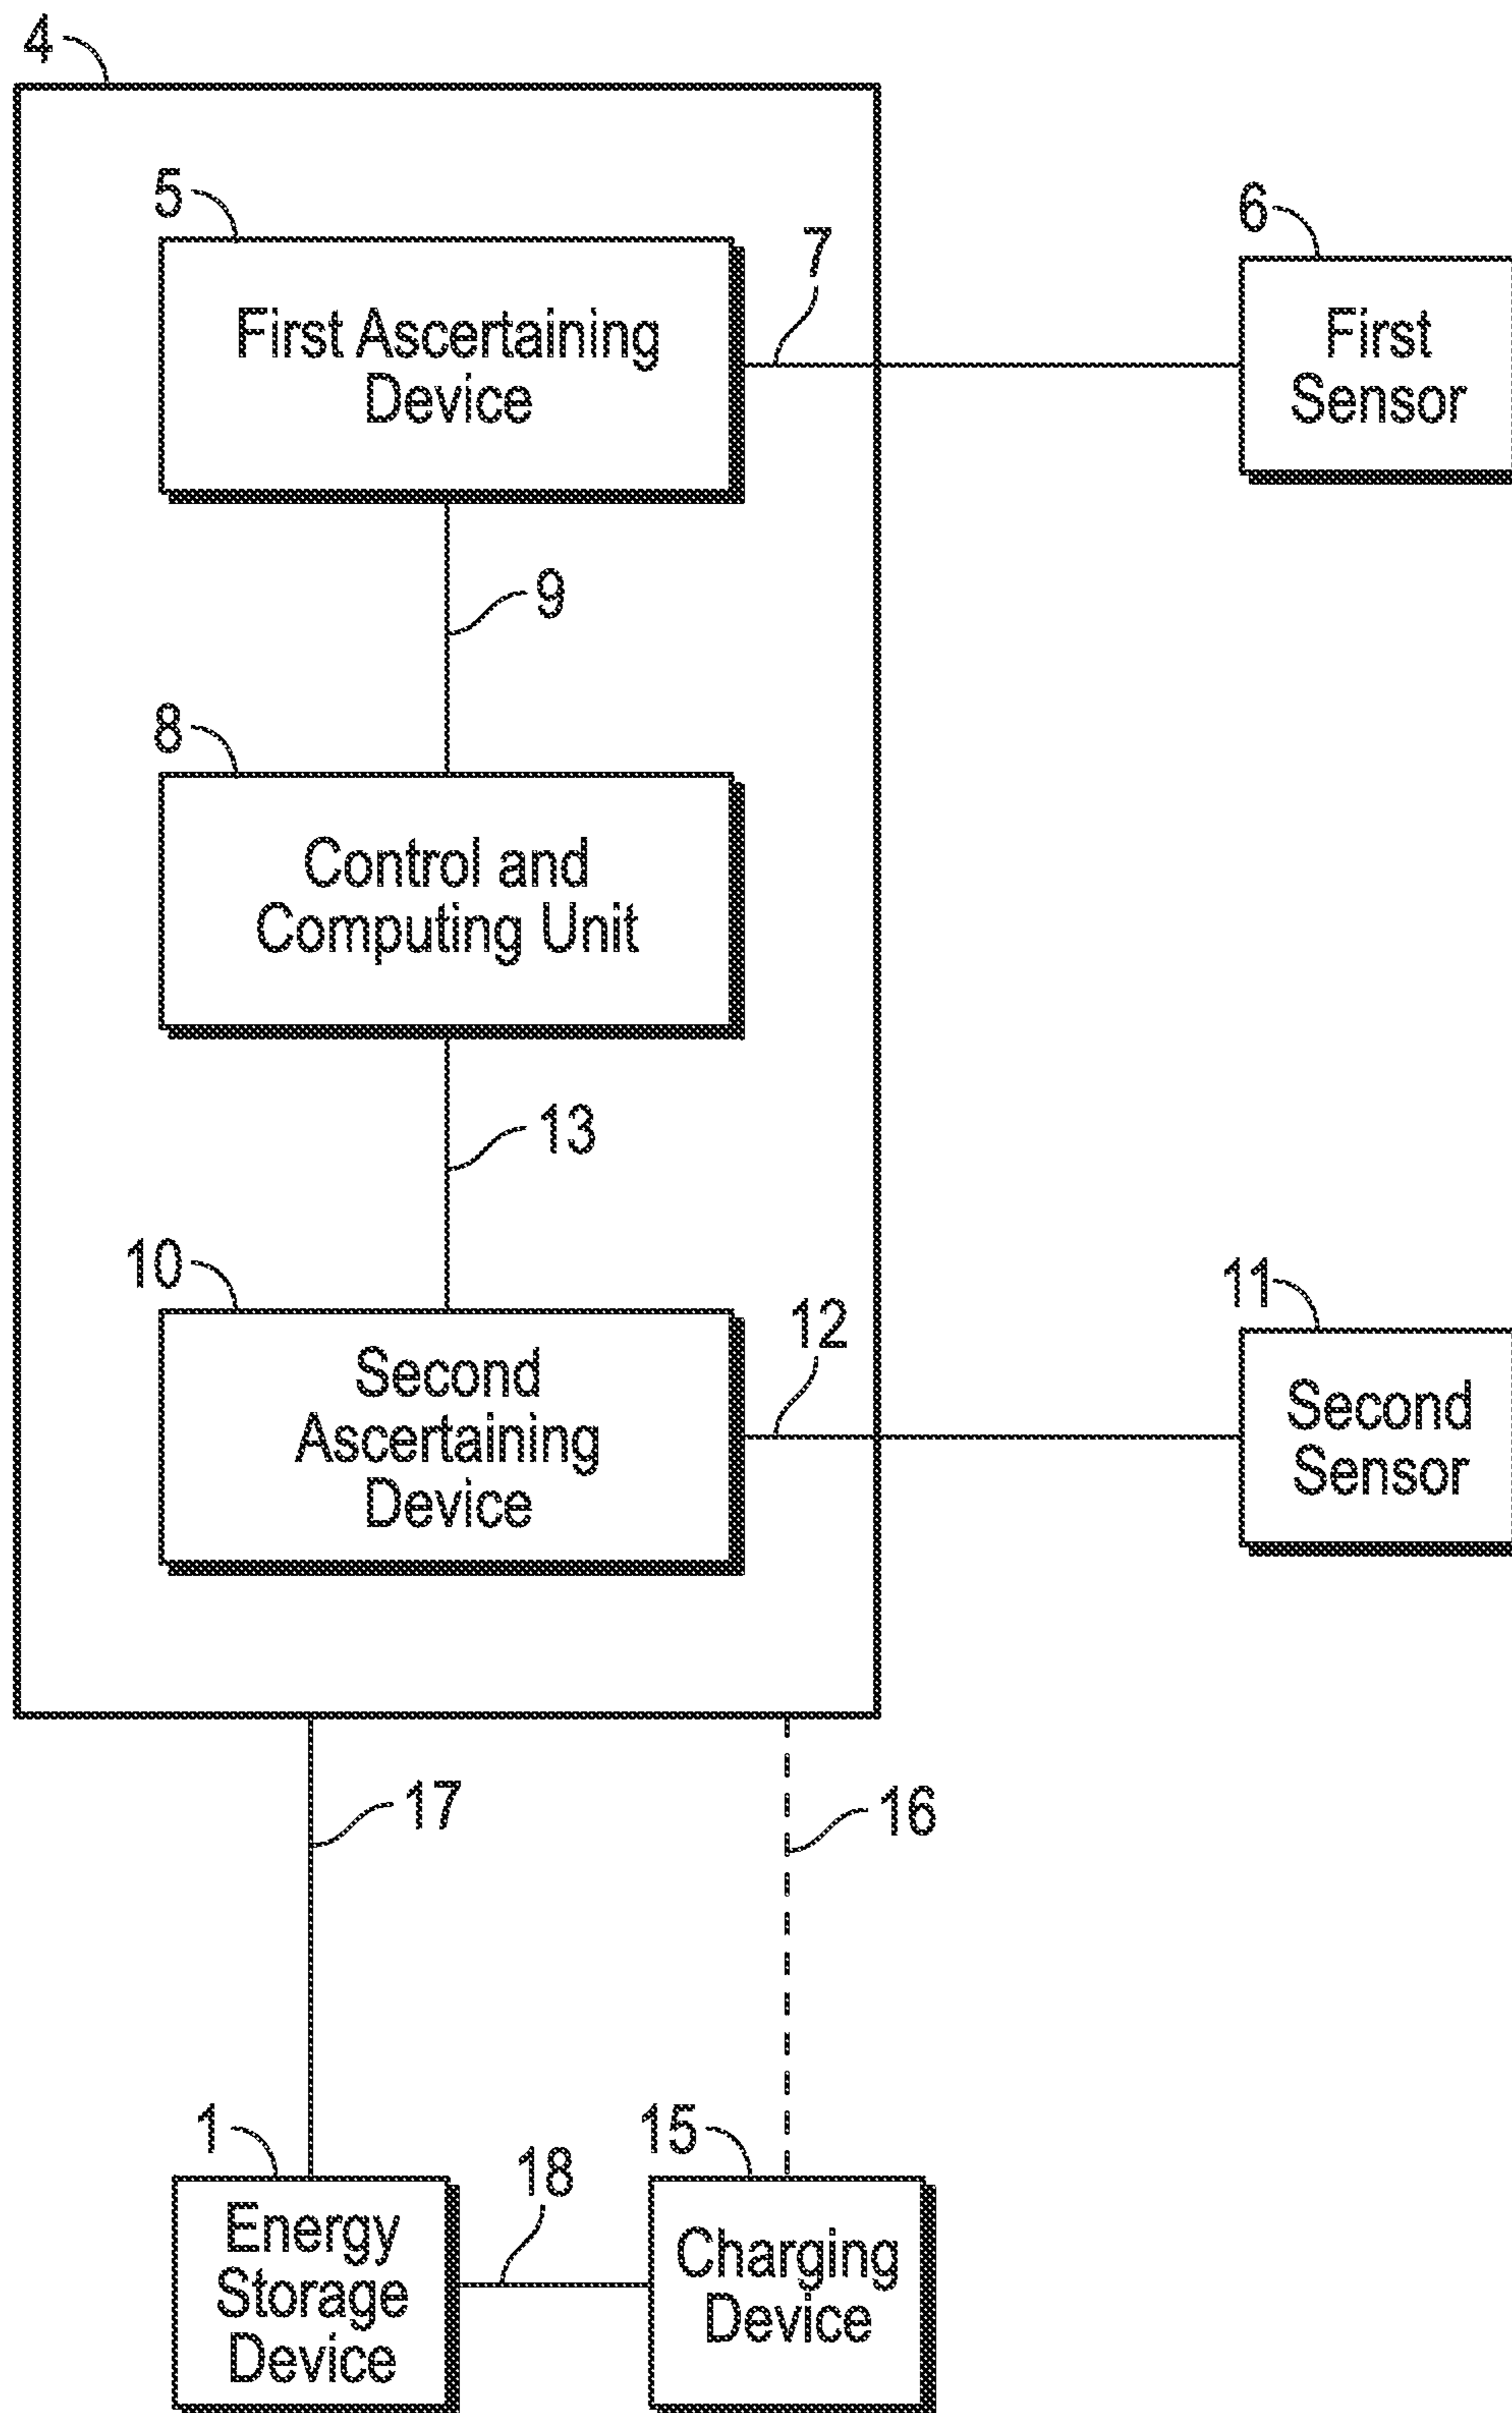 4
5
First Ascertaining
Device
7
6
First
Sensor
9
8
Control and
Computing Unit
13
10
Second
Ascertaining
Device
12
11
Second
Sensor
17
16
1
Energy
Storage
Device
18
15
Charging
Device